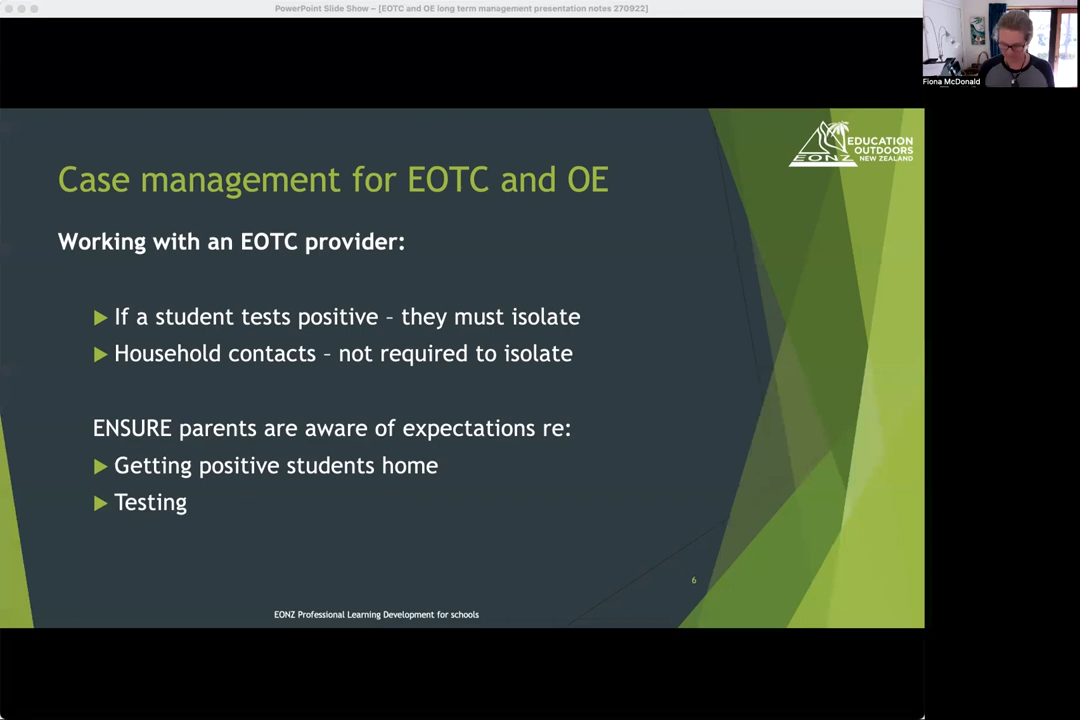 PowerPoint Slide Show – [EOTC and OE long term management presentation notes 270922]
Fiona McDonald
EDUCATION
OUTDOORS
NEW ZEALAND
EONZ
Case management for EOTC and OE
Working with an EOTC provider:
If a student tests positive – they must isolate
Household contacts – not required to isolate
ENSURE parents are aware of expectations re:
Getting positive students home
Testing
6
EONZ Professional Learning Development for schools